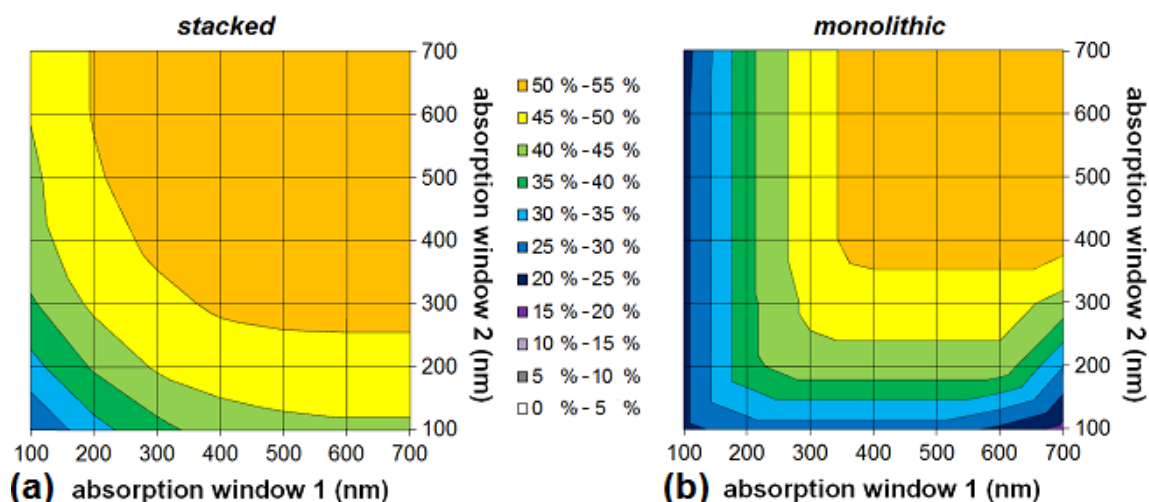 stacked
monolithic
700
600
500
400
300
200
100
absorption window 2 (nm)
100 200 300 400 500 600 700
(a) absorption window 1 (nm)
50 % - 55 %
45 % - 50 %
40 % - 45 %
35 % - 40 %
30 % - 35 %
25 % - 30 %
20 % - 25 %
15 % - 20 %
10 % - 15 %
5 % - 10 %
0 % - 5 %
700
600
500
400
300
200
100
absorption window 2 (nm)
100 200 300 400 500 600 700
(b) absorption window 1 (nm)